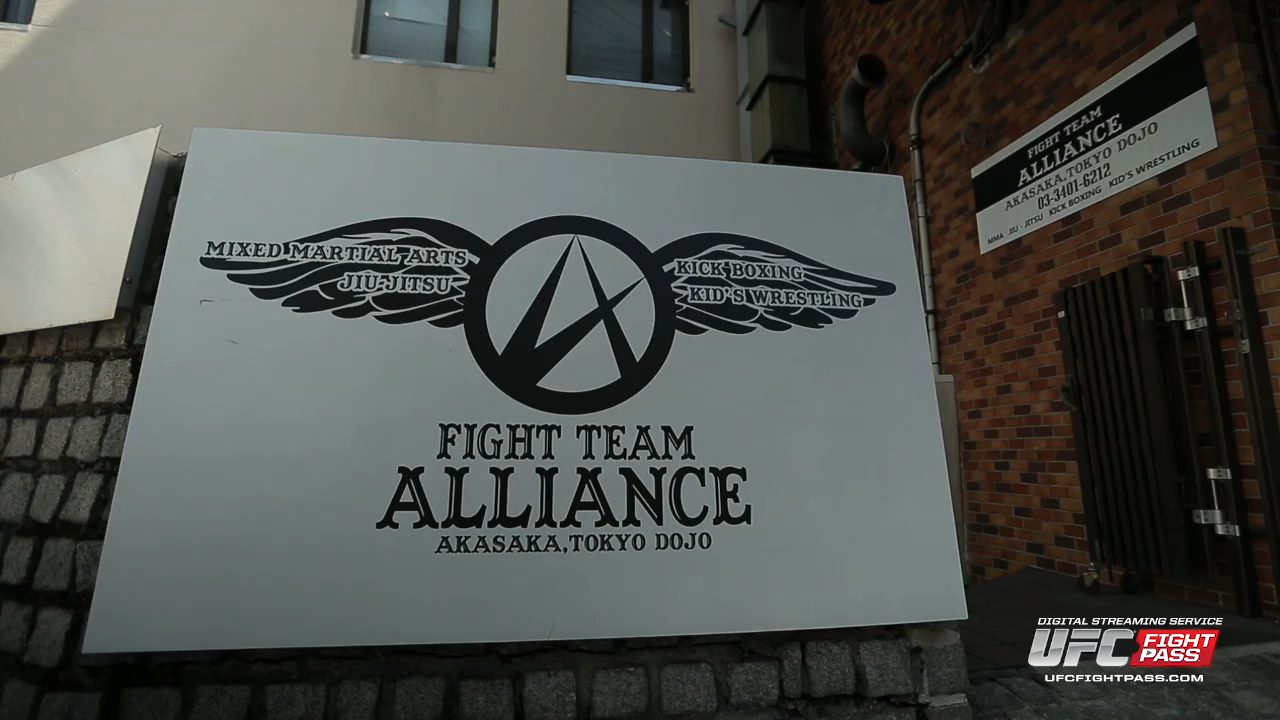 MIXED MARTIAL ARTS
JIU-JITSU
KICK BOXING
KID'S WRESTLING
FIGHT TEAM
ALLIANCE
AKASAKA,TOKYO DOJO
FIGHT TEAM
ALLIANCE
AKASAKA,TOKYO DOJO
03-3401-6212
MMA JIU-JITSU KICK BOXING KID'S WRESTLING
DIGITAL STREAMING SERVICE
UFC FIGHT
PASS
UFCFIGHTPASS.COM